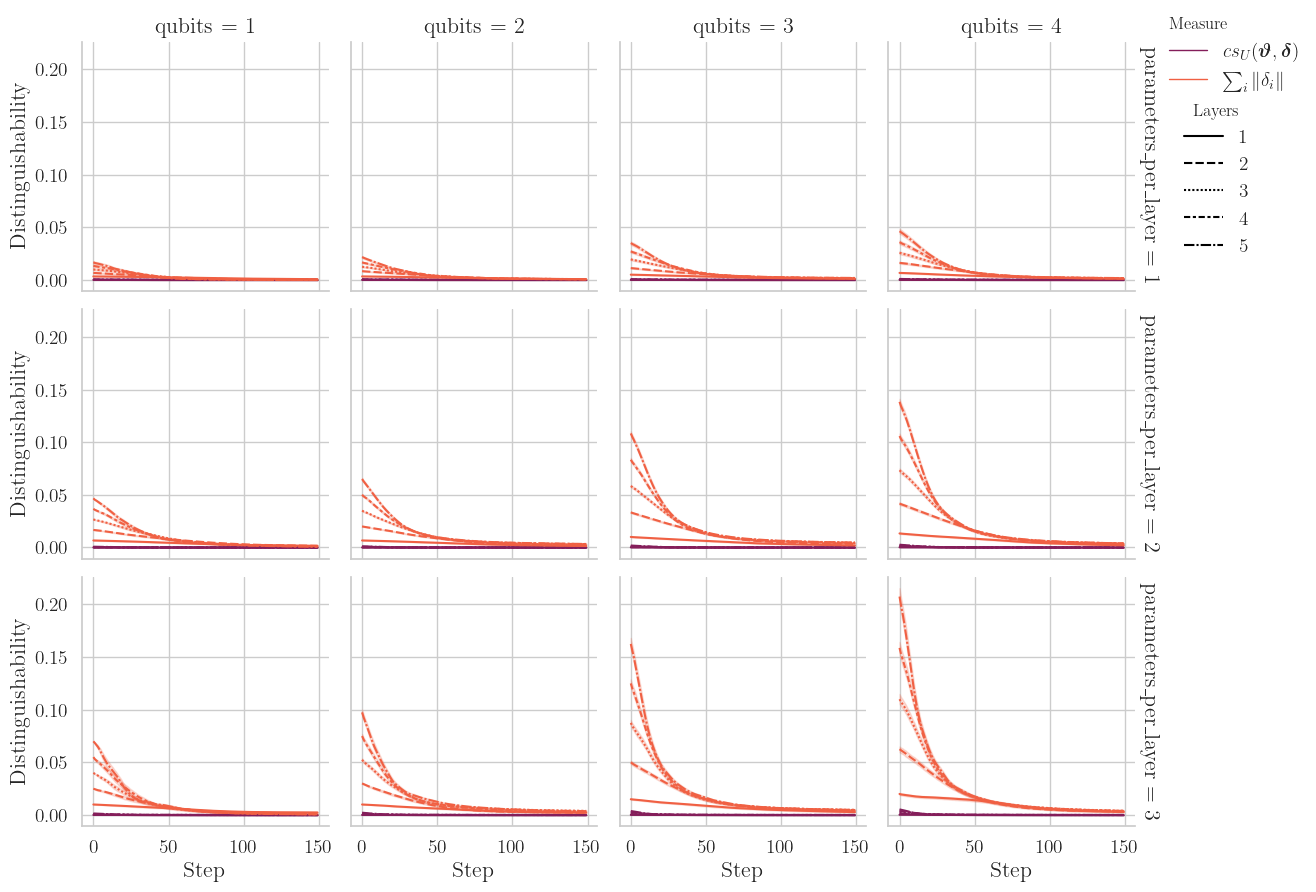 qubits = 1
qubits = 2
qubits = 3
qubits = 4
Measure
cs_U(ϑ, δ)
∑_i ‖δ_i‖
Layers
1
2
3
4
5
Distinguishability
0.20
0.15
0.10
0.05
0.00
parameters_per_layer = 1
Distinguishability
0.20
0.15
0.10
0.05
0.00
parameters_per_layer = 2
Distinguishability
0.20
0.15
0.10
0.05
0.00
parameters_per_layer = 3
0 50 100 150
0 50 100 150
0 50 100 150
0 50 100 150
Step
Step
Step
Step